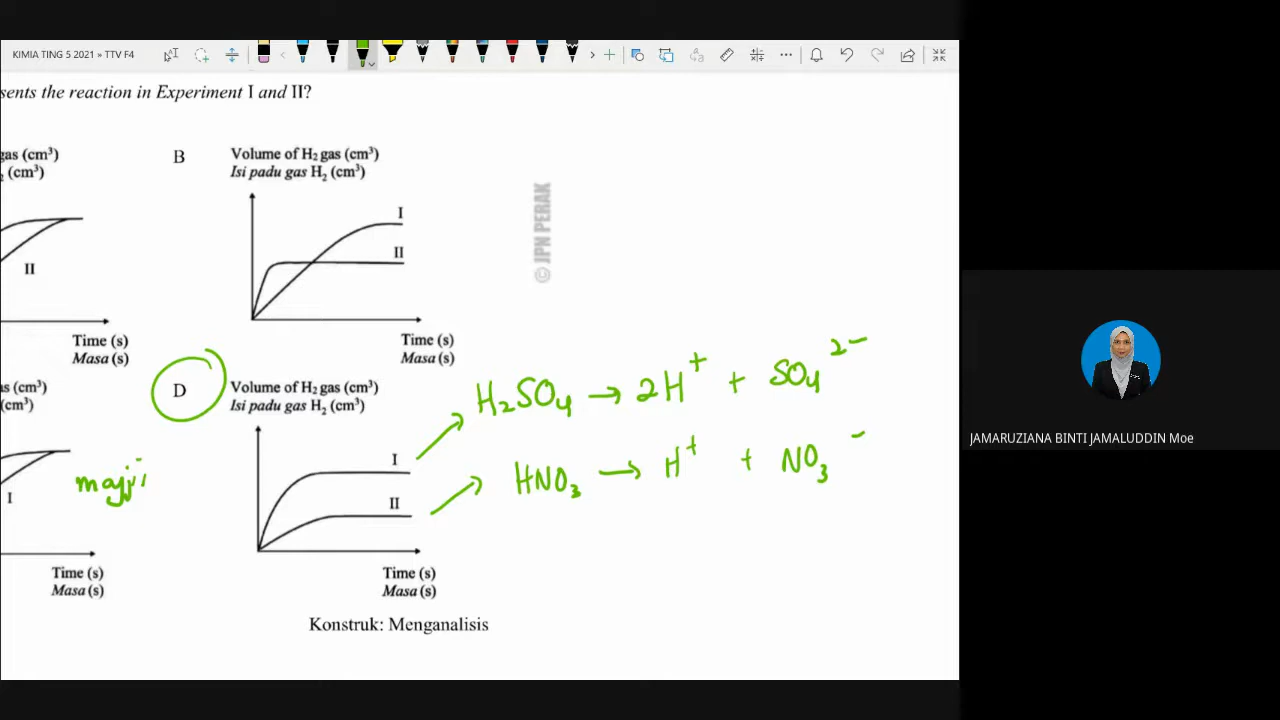 KIMIA TING 5 2021 » TTV F4
sents the reaction in Experiment I and II?
gas (cm³)
₂ (cm³)
II
Time (s)
Masa (s)
B
Volume of H₂ gas (cm³)
Isi padu gas H₂ (cm³)
I
II
Time (s)
Masa (s)
© JPN PERAK
s (cm³)
(cm³)
I
Time (s)
Masa (s)
D
Volume of H₂ gas (cm³)
Isi padu gas H₂ (cm³)
I
II
Time (s)
Masa (s)
H₂SO₄ → 2H⁺ + SO₄²⁻
HNO₃ → H⁺ + NO₃⁻
Konstruk: Menganalisis
JAMARUZIANA BINTI JAMALUDDIN Moe